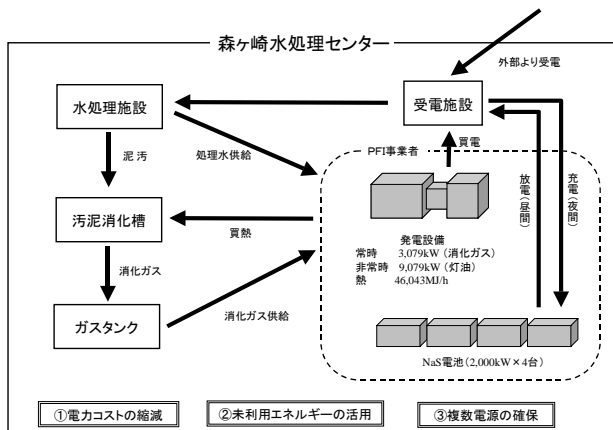 森ヶ崎水処理センター
外部より受電
水処理施設
受電施設
買電
PFI事業者
泥汚
処理水供給
放電(昼間)
充電(夜間)
汚泥消化槽
買熱
発電設備
常時 3,079kW(消化ガス)
非常時 9,079kW(灯油)
熱 46,043MJ/h
消化ガス
ガスタンク
消化ガス供給
NaS電池(2,000kW×4台)
①電力コストの縮減
②未利用エネルギーの活用
③複数電源の確保